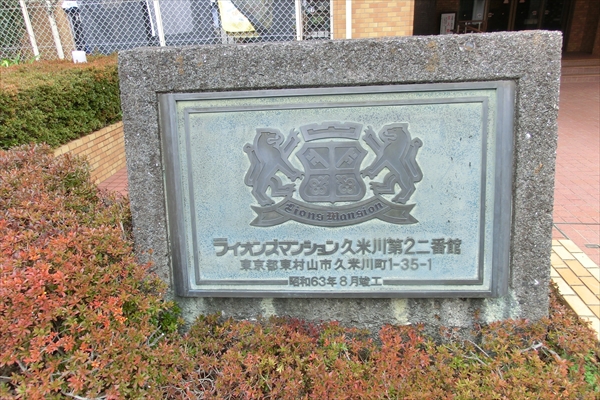 Lions Mansion
ライオンズマンション久米川第2二番館
東京都東村山市久米川町1-35-1
昭和63年8月竣工